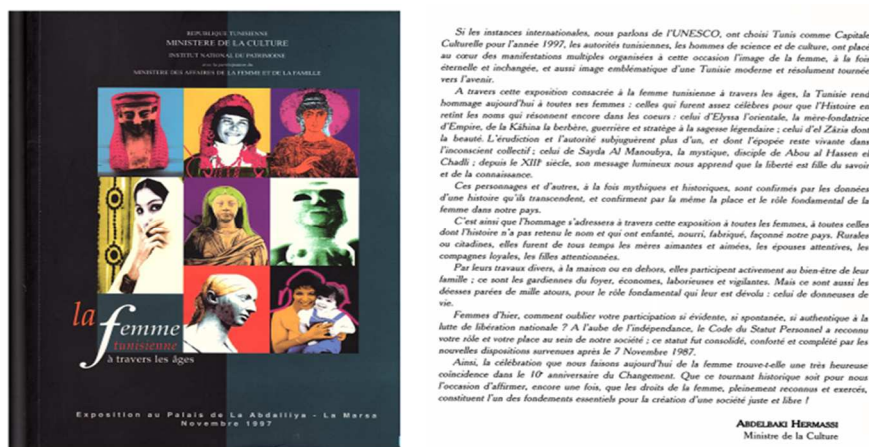 REPUBLIQUE TUNISIENNE
MINISTERE DE LA CULTURE
INSTITUT NATIONAL DU PATRIMOINE
avec la participation du
MINISTERE DES AFFAIRES DE LA FEMME ET DE LA FAMILLE
la femme
tunisienne
à travers les âges
Exposition au Palais de La Abdalliya - La Marsa
Novembre 1997
Si les instances internationales, nous parlons de l'UNESCO, ont choisi Tunis comme Capitale
Culturelle pour l'année 1997, les autorités tunisiennes, les hommes de science et de culture, ont placé
au cœur des manifestations multiples organisées à cette occasion l'image de la femme, à la fois
éternelle et inchangée, et aussi image emblématique d'une Tunisie moderne et résolument tournée
vers l'avenir.
A travers cette exposition consacrée à la femme tunisienne à travers les âges, la Tunisie rend
hommage aujourd'hui à toutes ses femmes : celles qui furent assez célèbres pour que l'Histoire en
retint les noms qui résonnent encore dans les coeurs : celui d'Elyssa l'orientale, la mère-fondatrice
d'Empire, de la Kâhina la berbère, guerrière et stratège à la sagesse légendaire ; celui d'el Zâzia dont
la beauté. L'érudition et l'autorité subjuguèrent plus d'un, et dont l'épopée reste vivante dans
l'inconscient collectif ; celui de Sayda Al Manoubya, la mystique, disciple de Abou al Hassen el
Chadli ; depuis le XIIIe siècle, son message lumineux nous apprend que la liberté est fille du savoir
et de la connaissance.
Ces personnages et d'autres, à la fois mythiques et historiques, sont confirmés par les données
d'une histoire qu'ils transcendent, et confirment par la même la place et le rôle fondamental de la
femme dans notre pays.
C'est ainsi que l'hommage s'adressera à travers cette exposition à toutes les femmes, à toutes celles
dont l'histoire n'a pas retenu le nom et qui ont enfanté, nourri, fabriqué, façonné notre pays. Rurales
ou citadines, elles furent de tous temps les mères aimantes et aimées, les épouses attentives, les
compagnes loyales, les filles attentionnées.
Par leurs travaux divers, à la maison ou en dehors, elles participent activement au bien-être de leur
famille ; ce sont les gardiennes du foyer, économes, laborieuses et vigilantes. Mais ce sont aussi les
déesses parées de mille atours, pour le rôle fondamental qui leur est dévolu : celui de donneuses de
vie.
Femmes d'hier, comment oublier votre participation si évidente, si spontanée, si authentique à la
lutte de libération nationale ? A l'aube de l'indépendance, le Code du Statut Personnel a reconnu
votre rôle et votre place au sein de notre société ; ce statut fut consolidé, conforté et complété par les
nouvelles dispositions survenues après le 7 Novembre 1987.
Ainsi, la célébration que nous faisons aujourd'hui de la femme trouve-t-elle une très heureuse
coincidence dans le 10e anniversaire du Changement. Que ce tournant historique soit pour nous
l'occasion d'affirmer, encore une fois, que les droits de la femme, pleinement reconnus et exercés,
constituent l'un des fondements essentiels pour la création d'une société juste et libre !
ABDELBAKI HERMASSI
Ministre de la Culture